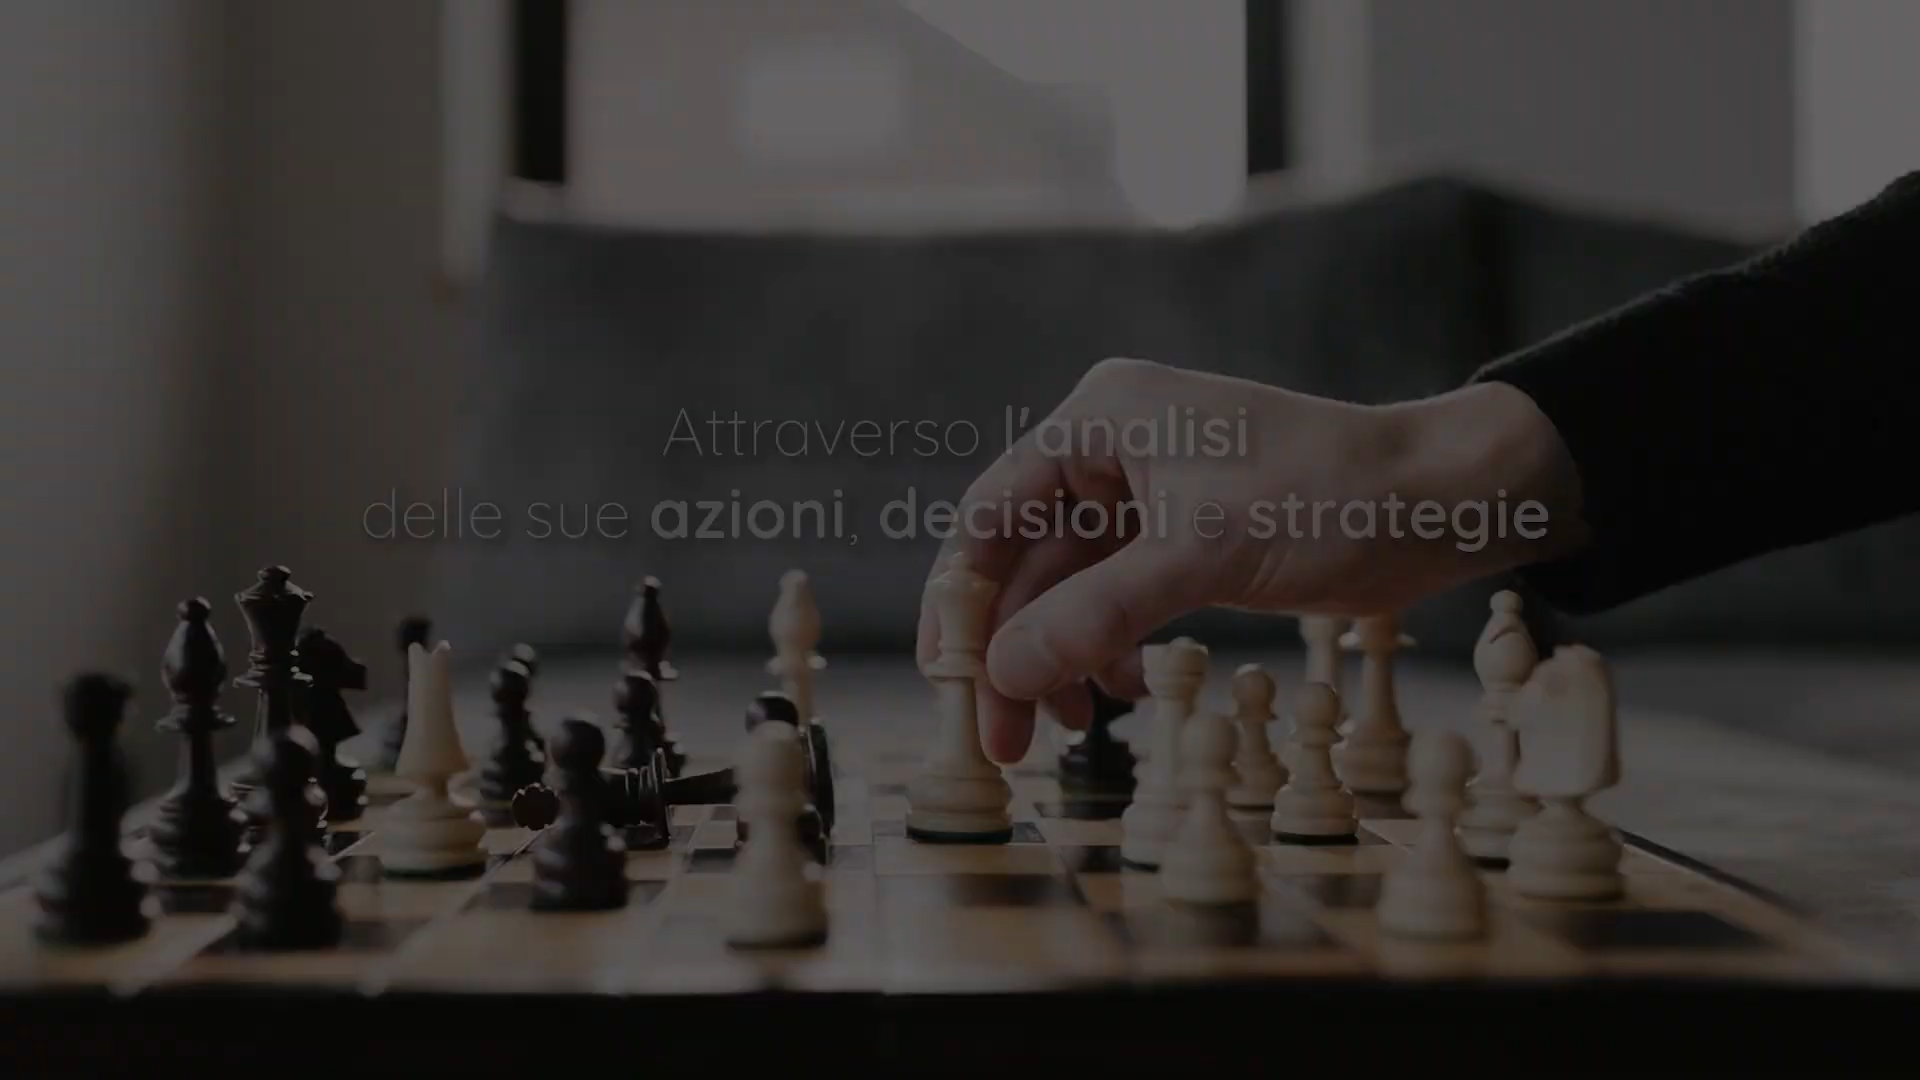 Attraverso l'analisi
delle sue azioni, decisioni e strategie